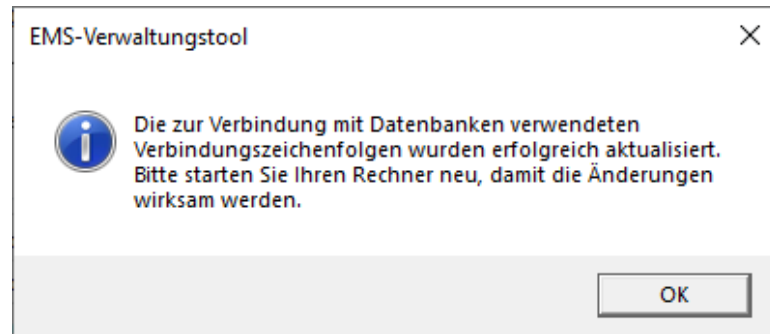 EMS-Verwaltungstool
Die zur Verbindung mit Datenbanken verwendeten
Verbindungszeichenfolgen wurden erfolgreich aktualisiert.
Bitte starten Sie Ihren Rechner neu, damit die Änderungen
wirksam werden.
OK